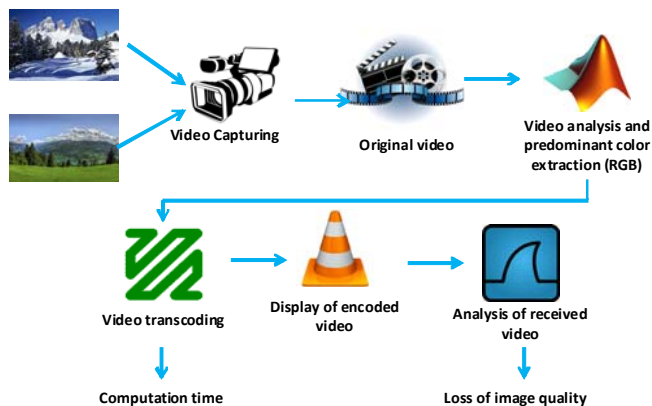 Video Capturing
Original video
Video analysis and
predominant color
extraction (RGB)
Video transcoding
Display of encoded
video
Analysis of received
video
Computation time
Loss of image quality